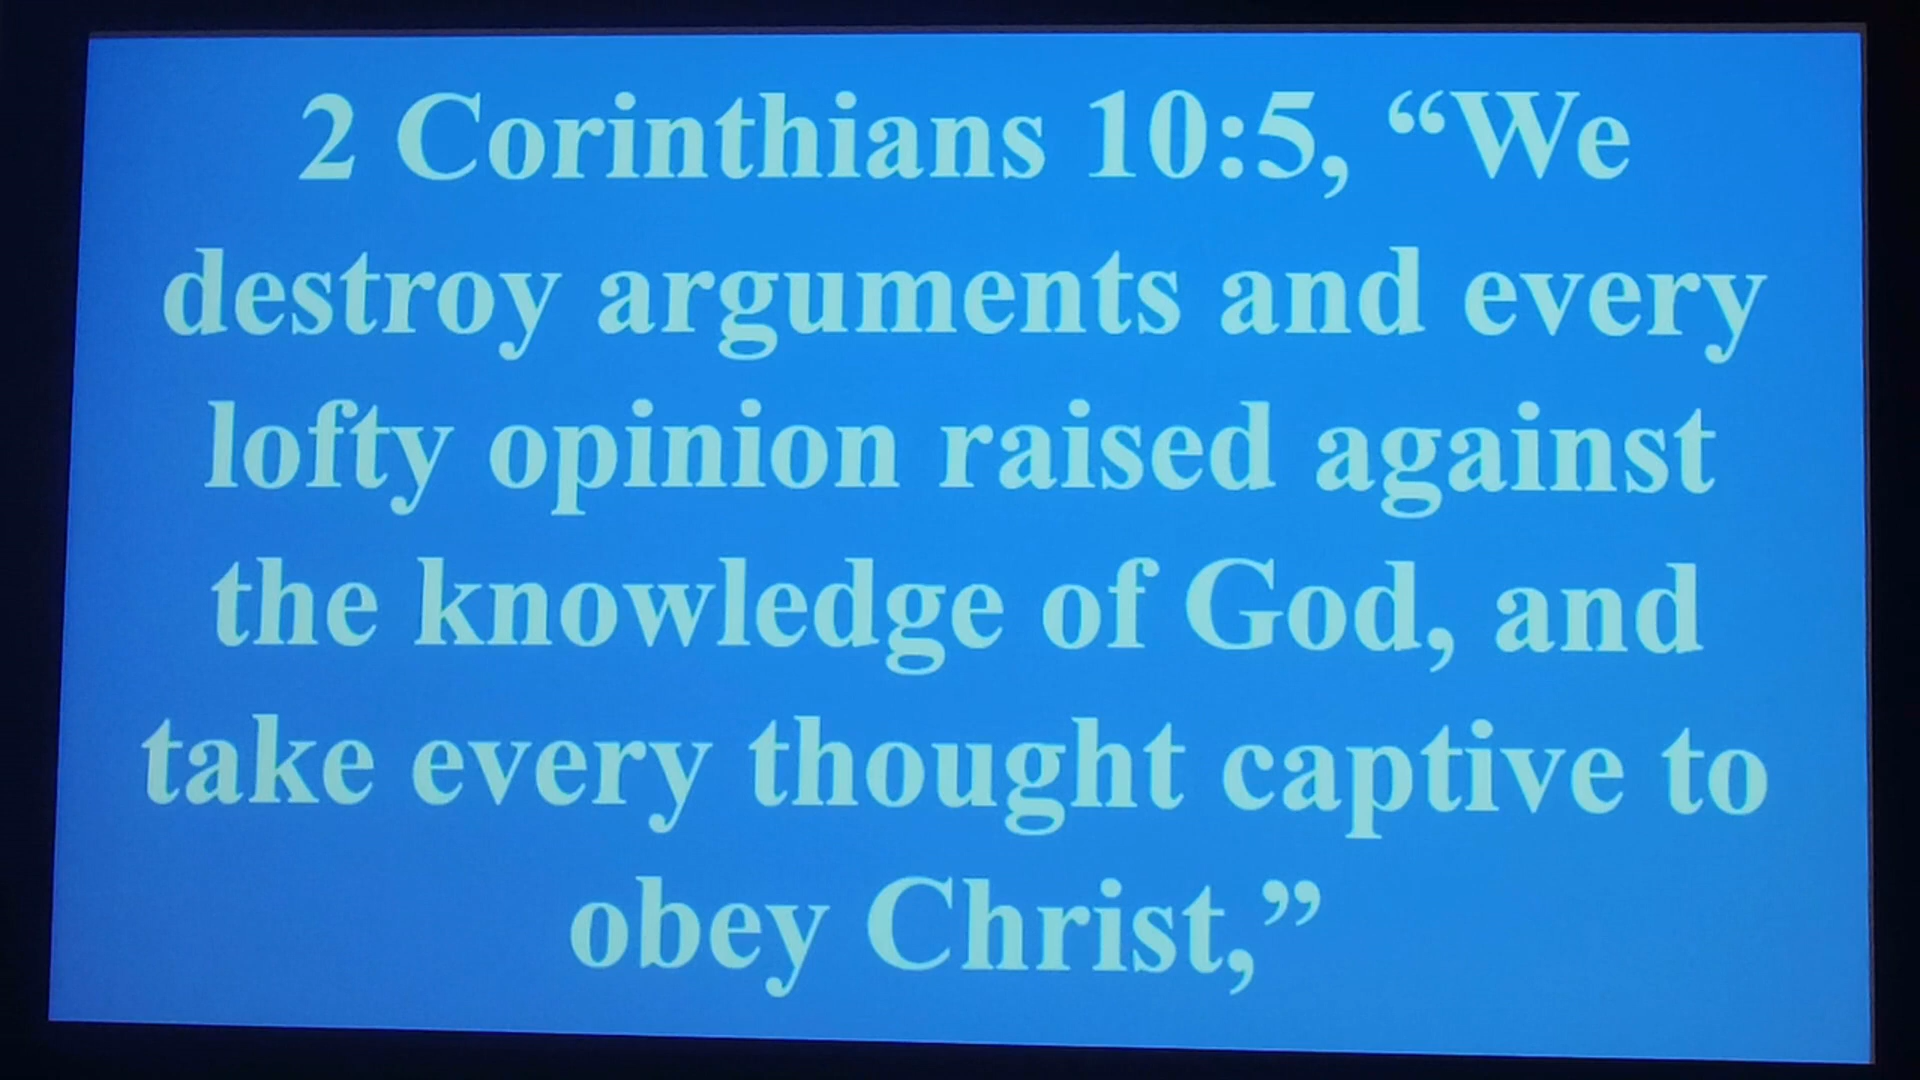 2 Corinthians 10:5, “We
destroy arguments and every
lofty opinion raised against
the knowledge of God, and
take every thought captive to
obey Christ,”